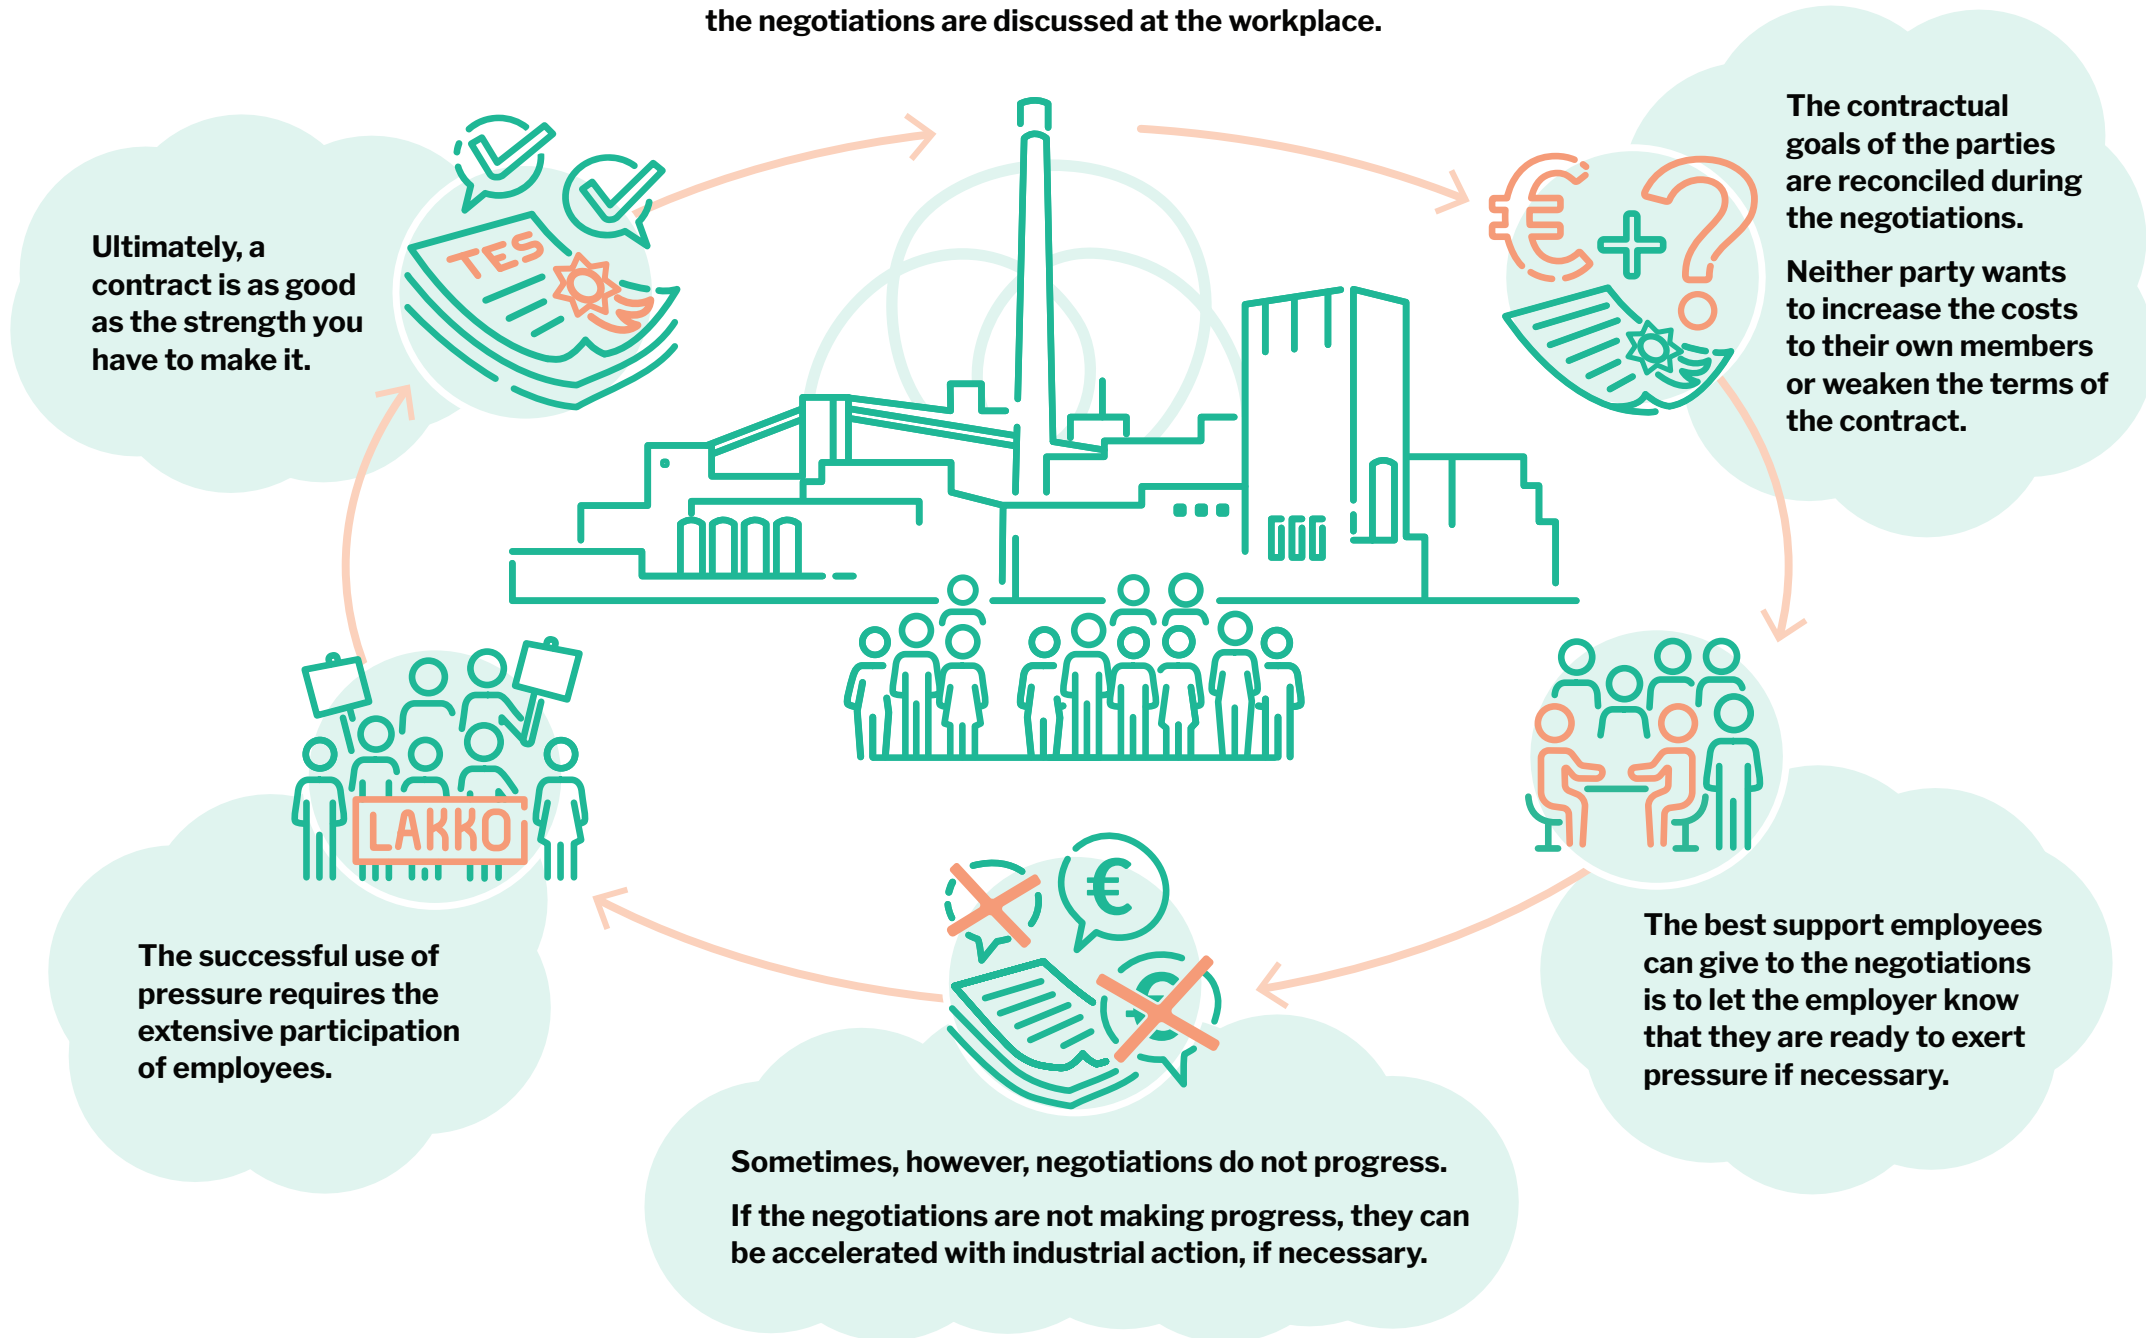 the negotiations are discussed at the workplace.
The contractual
goals of the parties
are reconciled during
the negotiations.
Neither party wants
to increase the costs
to their own members
or weaken the terms of
the contract.
The best support employees
can give to the negotiations
is to let the employer know
that they are ready to exert
pressure if necessary.
Sometimes, however, negotiations do not progress.
If the negotiations are not making progress, they can
be accelerated with industrial action, if necessary.
LAKKO
The successful use of
pressure requires the
extensive participation
of employees.
TES
Ultimately, a
contract is as good
as the strength you
have to make it.
€
+
?
€
€